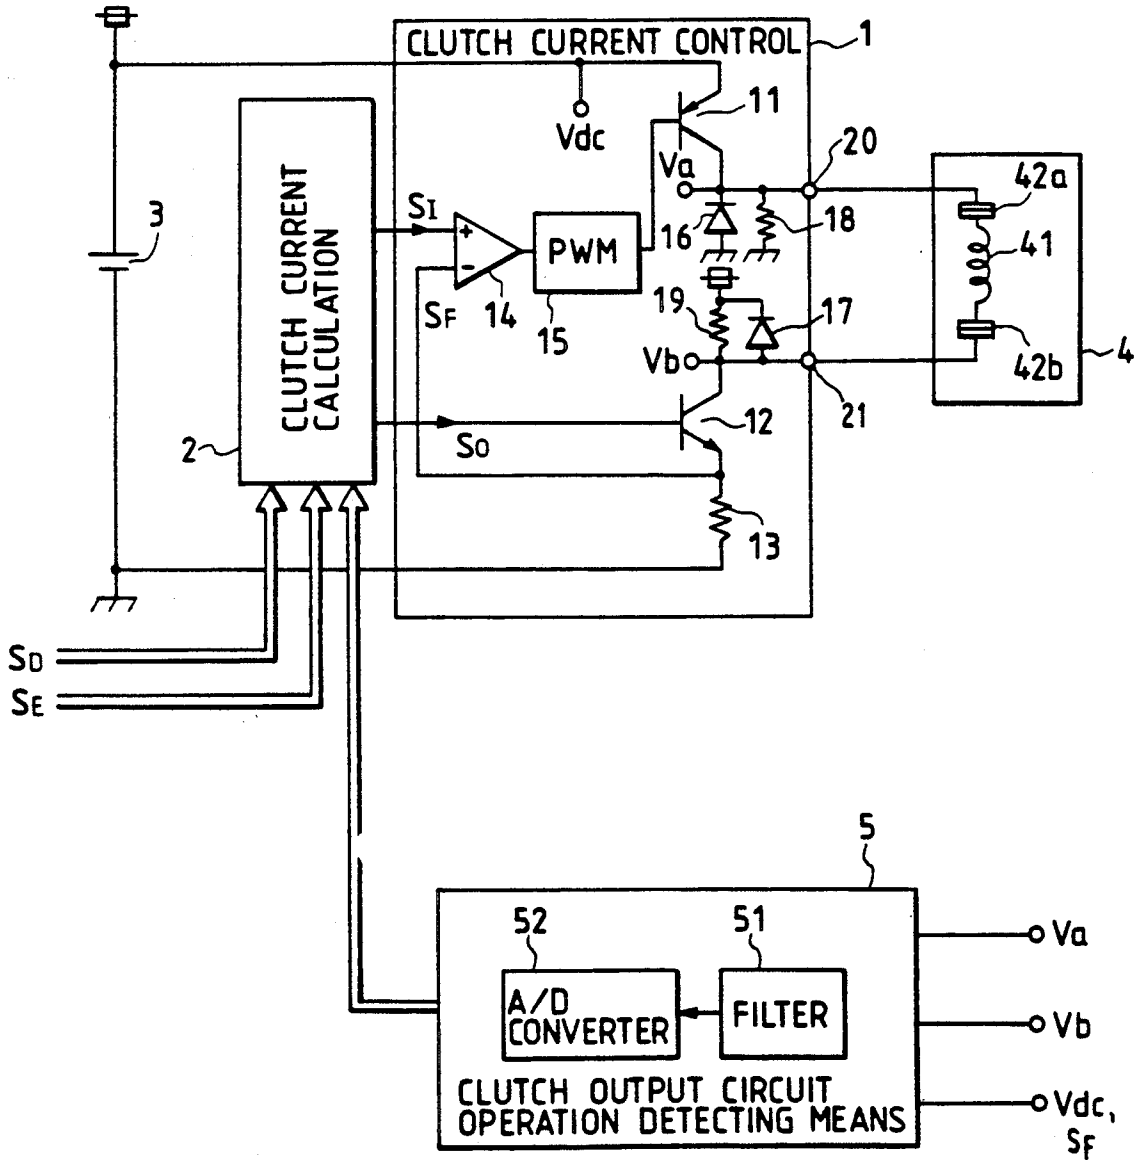 CLUTCH CURRENT CONTROL
1
11
Vdc
20
Va
3
42a
SI
+
-
16
18
41
CLUTCH CURRENT
CALCULATION
PWM
SF
14
15
19
17
Vb
42b
4
21
12
2
SO
13
SD
SE
5
52
51
Va
A/D
CONVERTER
FILTER
Vb
CLUTCH OUTPUT CIRCUIT
OPERATION DETECTING MEANS
Vdc,
SF